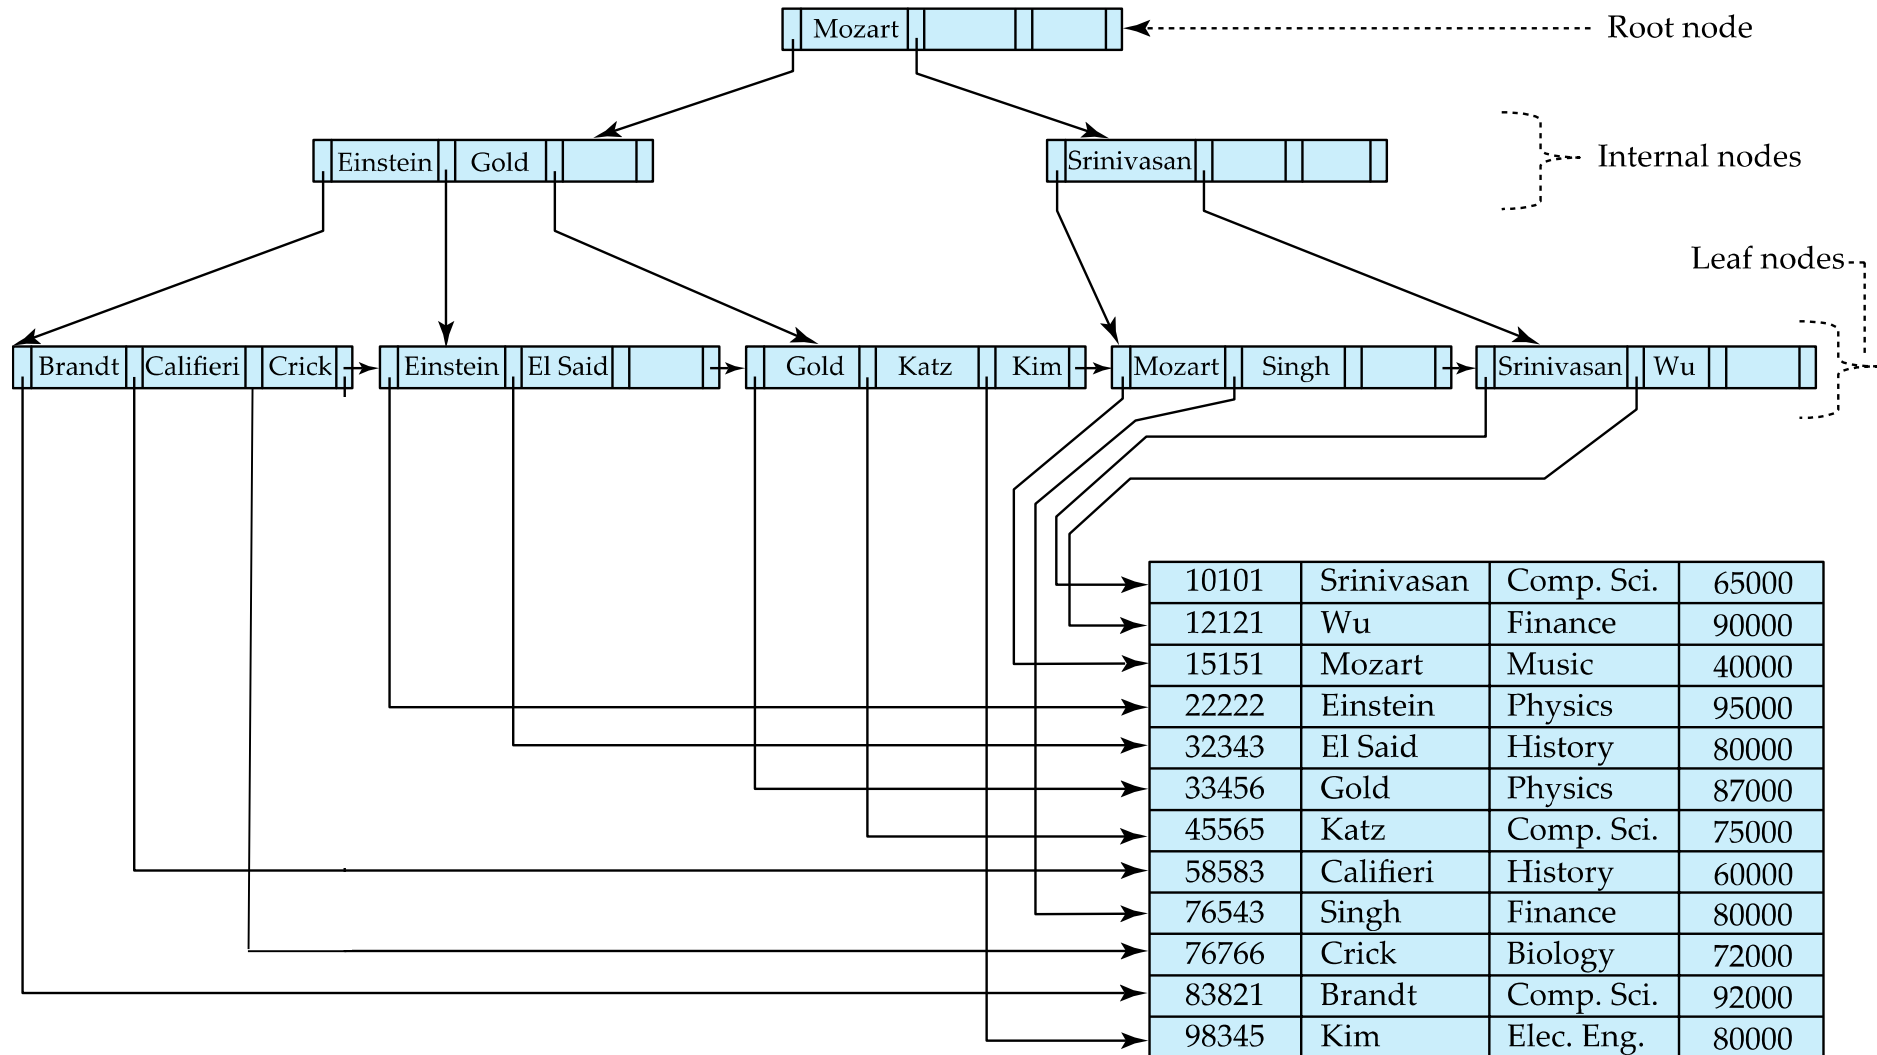 Mozart
Root node
Einstein Gold
Srinivasan
Internal nodes
Leaf nodes
Brandt Califieri Crick
Einstein El Said
Gold Katz Kim
Mozart Singh
Srinivasan Wu
10101 Srinivasan Comp. Sci. 65000
12121 Wu Finance 90000
15151 Mozart Music 40000
22222 Einstein Physics 95000
32343 El Said History 80000
33456 Gold Physics 87000
45565 Katz Comp. Sci. 75000
58583 Califieri History 60000
76543 Singh Finance 80000
76766 Crick Biology 72000
83821 Brandt Comp. Sci. 92000
98345 Kim Elec. Eng. 80000